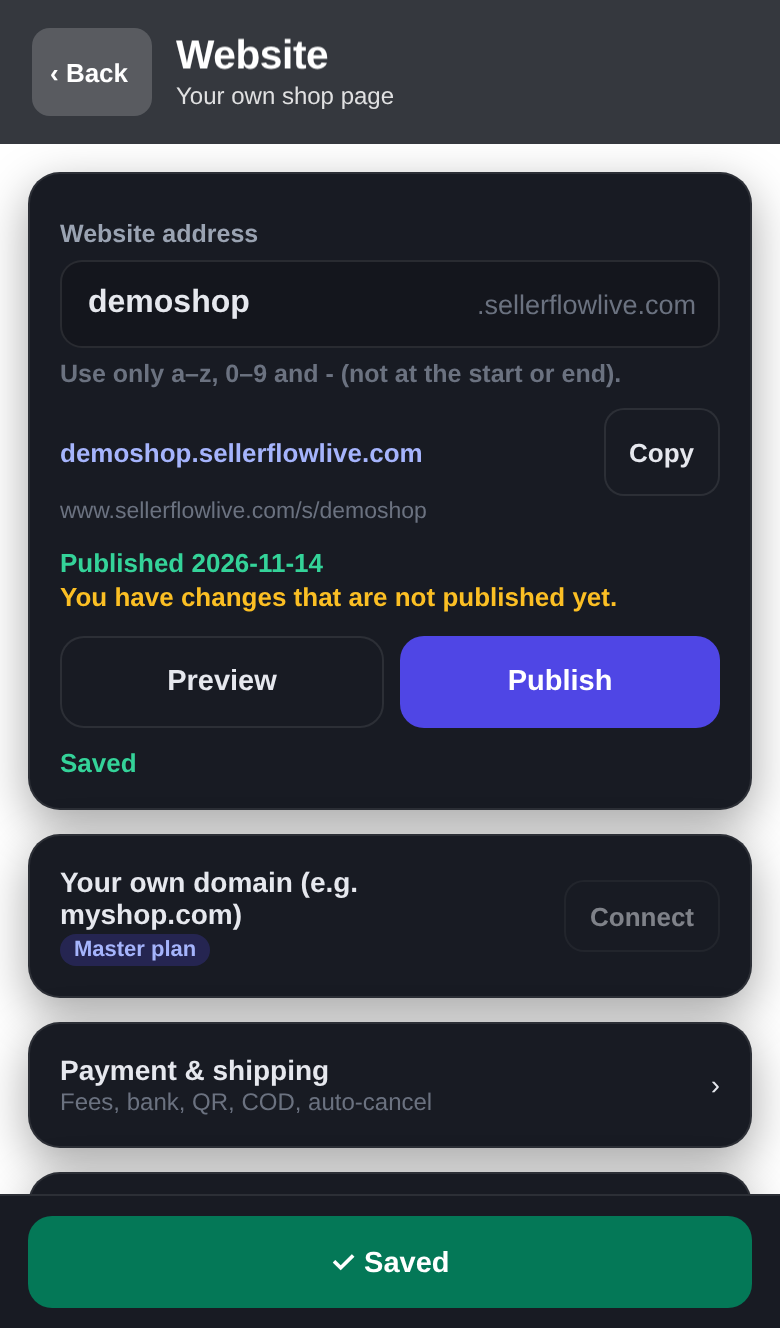 ‹ Back
Website
Your own shop page
Website address
demoshop
.sellerflowlive.com
Use only a–z, 0–9 and - (not at the start or end).
demoshop.sellerflowlive.com
Copy
www.sellerflowlive.com/s/demoshop
Published 2026-11-14
You have changes that are not published yet.
Preview
Publish
Saved
Your own domain (e.g.
myshop.com)
Master plan
Connect
Payment & shipping
Fees, bank, QR, COD, auto-cancel
›
✓ Saved